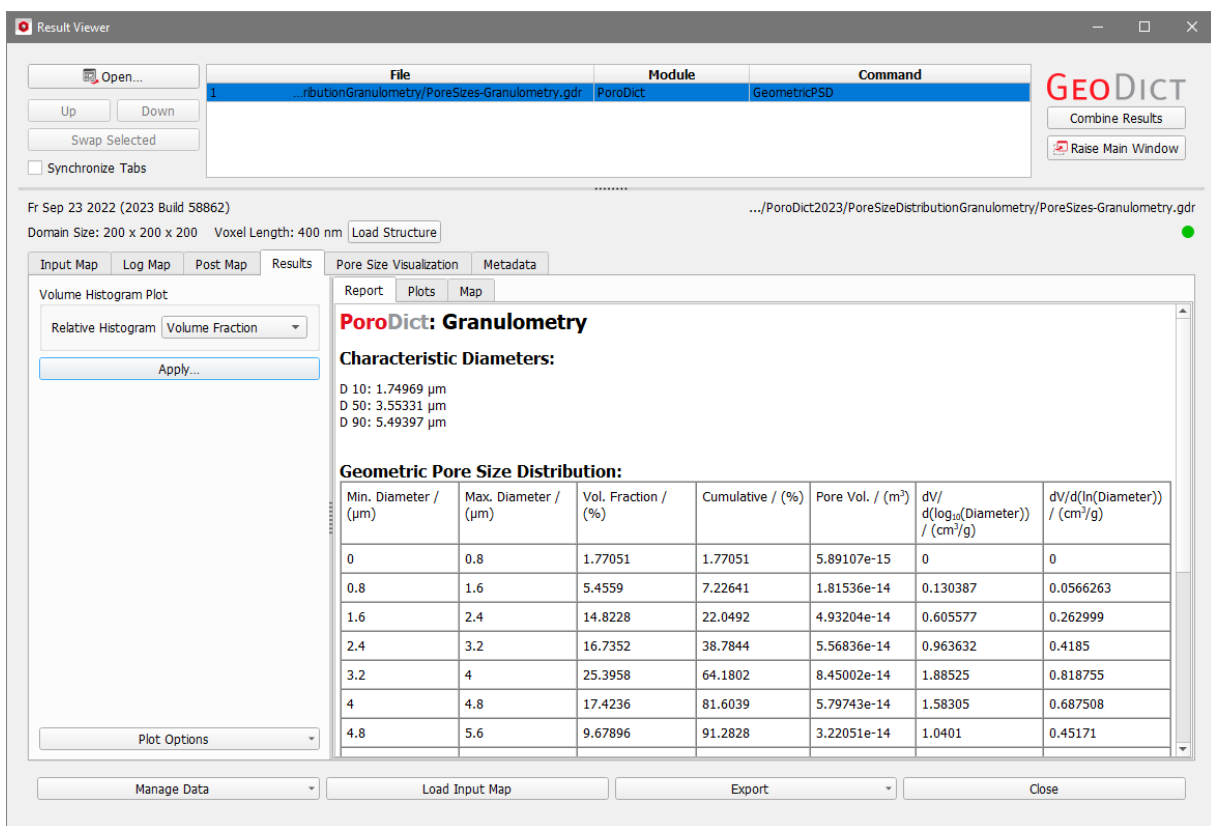 Result Viewer
Open...
Up Down
Swap Selected
Synchronize Tabs
File Module Command
1 ...ributionGranulometry/PoreSizes-Granulometry.gdr PoroDict GeometricPSD
GEODICT
Combine Results
Raise Main Window
Fr Sep 23 2022 (2023 Build 58862) .../PoroDict2023/PoreSizeDistributionGranulometry/PoreSizes-Granulometry.gdr
Domain Size: 200 x 200 x 200 Voxel Length: 400 nm Load Structure
Input Map Log Map Post Map Results Pore Size Visualization Metadata
Volume Histogram Plot
Relative Histogram Volume Fraction
Apply...
Plot Options
Report Plots Map
PoroDict: Granulometry
Characteristic Diameters:
D 10: 1.74969 µm
D 50: 3.55331 µm
D 90: 5.49397 µm
Geometric Pore Size Distribution:
Min. Diameter / (µm) Max. Diameter / (µm) Vol. Fraction / (%) Cumulative / (%) Pore Vol. / (m³) dV/d(log₁₀(Diameter)) / (cm³/g) dV/d(ln(Diameter)) / (cm³/g)
0 0.8 1.77051 1.77051 5.89107e-15 0 0
0.8 1.6 5.4559 7.22641 1.81536e-14 0.130387 0.0566263
1.6 2.4 14.8228 22.0492 4.93204e-14 0.605577 0.262999
2.4 3.2 16.7352 38.7844 5.56836e-14 0.963632 0.4185
3.2 4 25.3958 64.1802 8.45002e-14 1.88525 0.818755
4 4.8 17.4236 81.6039 5.79743e-14 1.58305 0.687508
4.8 5.6 9.67896 91.2828 3.22051e-14 1.0401 0.45171
Manage Data Load Input Map Export Close